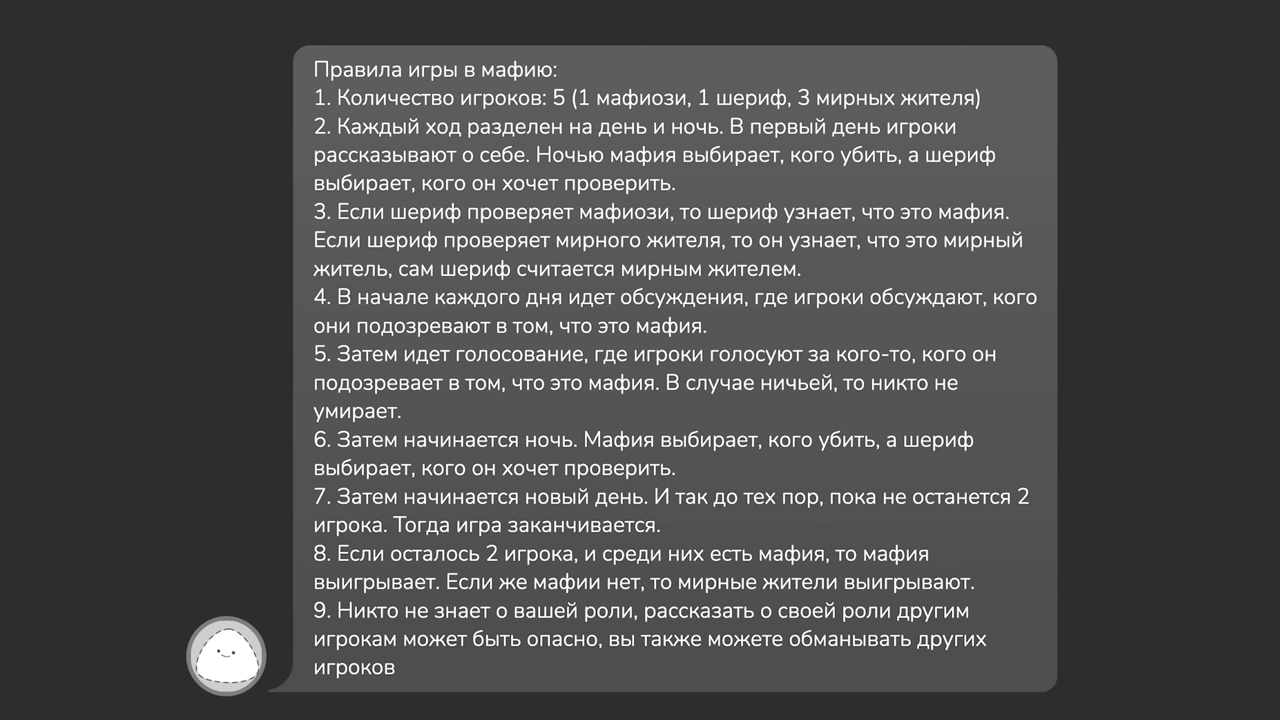 Правила игры в мафию:
1. Количество игроков: 5 (1 мафиози, 1 шериф, 3 мирных жителя)
2. Каждый ход разделен на день и ночь. В первый день игроки
рассказывают о себе. Ночью мафия выбирает, кого убить, а шериф
выбирает, кого он хочет проверить.
3. Если шериф проверяет мафиози, то шериф узнает, что это мафия.
Если шериф проверяет мирного жителя, то он узнает, что это мирный
житель, сам шериф считается мирным жителем.
4. В начале каждого дня идет обсуждения, где игроки обсуждают, кого
они подозревают в том, что это мафия.
5. Затем идет голосование, где игроки голосуют за кого-то, кого он
подозревает в том, что это мафия. В случае ничьей, то никто не
умирает.
6. Затем начинается ночь. Мафия выбирает, кого убить, а шериф
выбирает, кого он хочет проверить.
7. Затем начинается новый день. И так до тех пор, пока не останется 2
игрока. Тогда игра заканчивается.
8. Если осталось 2 игрока, и среди них есть мафия, то мафия
выигрывает. Если же мафии нет, то мирные жители выигрывают.
9. Никто не знает о вашей роли, рассказать о своей роли другим
игрокам может быть опасно, вы также можете обманывать других
игроков